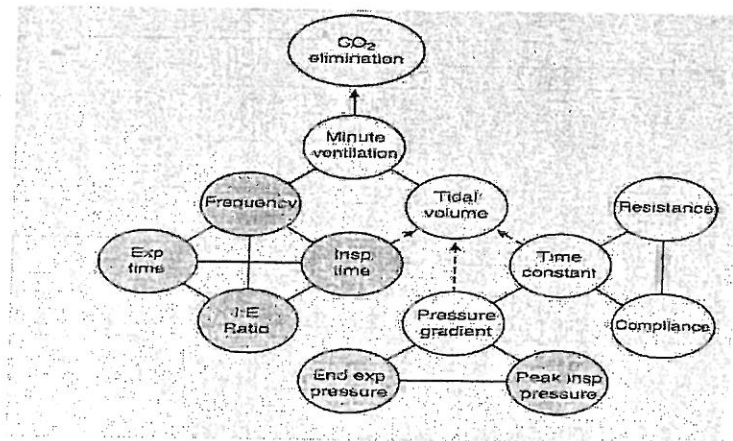 CO2
elimination
Minute
ventilation
Frequency
Tidal
volume
Resistance
Exp
time
Insp.
time
Time
constant
I:E
Ratio
Pressure
gradient
Compliance
End exp
pressure
Peak insp
pressure